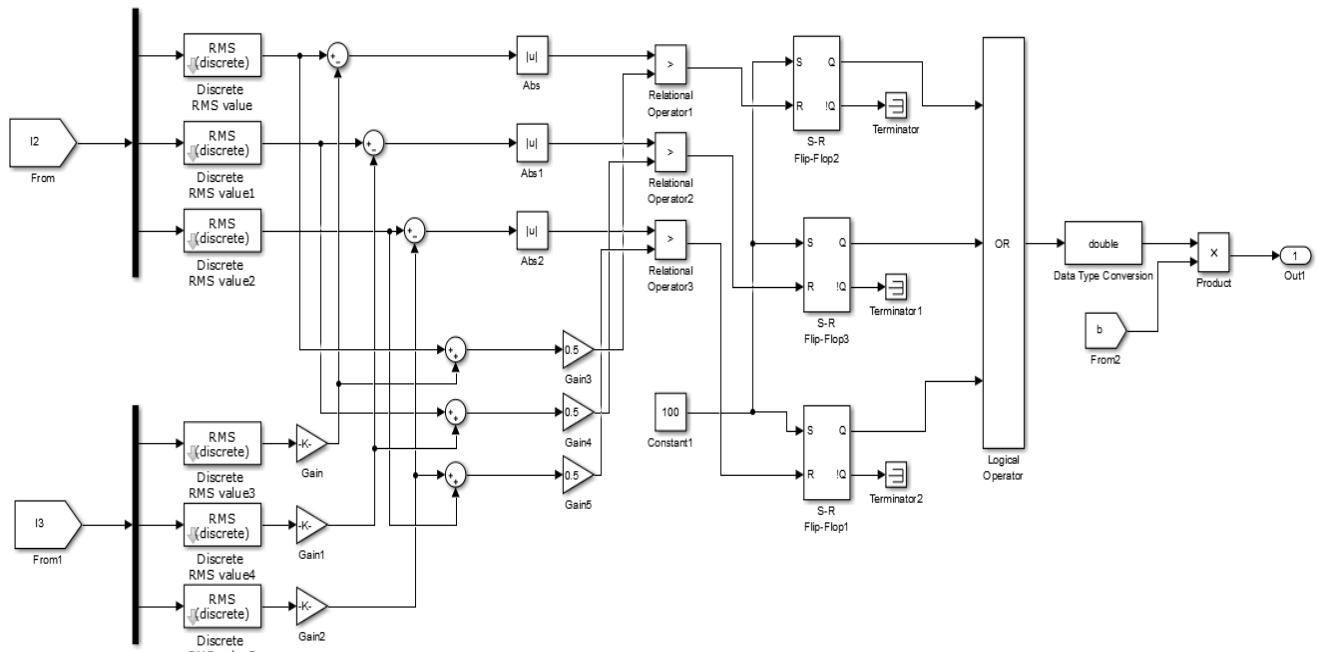 I2
From
RMS
(discrete)
Discrete
RMS value
RMS
(discrete)
Discrete
RMS value1
RMS
(discrete)
Discrete
RMS value2
+
-
+
-
+
-
|u|
Abs
|u|
Abs1
|u|
Abs2
>
Relational
Operator1
>
Relational
Operator2
>
Relational
Operator3
+
+
0.5
Gain3
+
+
0.5
Gain4
+
+
0.5
Gain5
I3
From1
RMS
(discrete)
Discrete
RMS value3
RMS
(discrete)
Discrete
RMS value4
RMS
(discrete)
Discrete
-K-
Gain
-K-
Gain1
-K-
Gain2
100
Constant1
S
Q
R
!Q
S-R
Flip-Flop2
Terminator
S
Q
R
!Q
S-R
Flip-Flop3
Terminator1
S
Q
R
!Q
S-R
Flip-Flop1
Terminator2
OR
Logical
Operator
double
Data Type Conversion
b
From2
X
Product
1
Out1